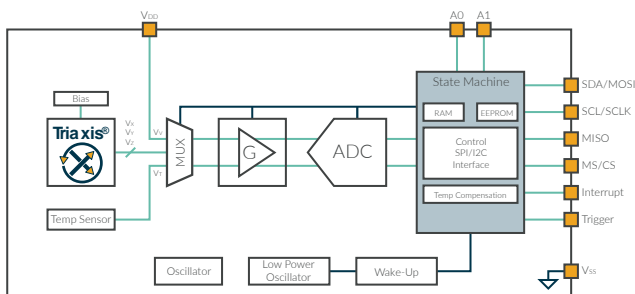 VDD
A0 A1
State Machine
SDA/MOSI
Bias
RAM
EEPROM
SCL/SCLK
Triaxis®
VX
VY
VZ
VV
MUX
G
ADC
Control
SPI/I2C
Interface
MISO
MS/CS
VT
Temp Compensation
Interrupt
Temp Sensor
Trigger
Oscillator
Low Power
Oscillator
Wake-Up
VSS